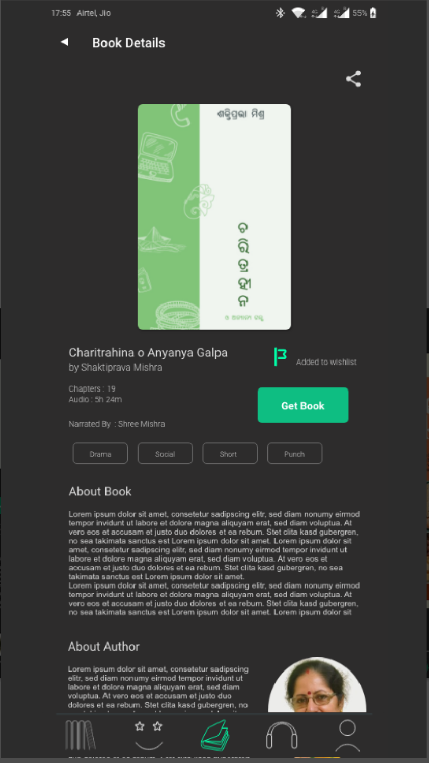 17:55 Airtel, Jio
55%
Book Details
ଶକ୍ତିପ୍ରଭା ମିଶ୍ର
ଚ
ରି
ତ୍ର
ହୀ
ନ
ଓ ଅନ୍ୟାନ୍ୟ ଗଳ୍ପ
Charitrahina o Anyanya Galpa
Added to wishlist
by Shaktiprava Mishra
Chapters : 19
Audio : 5h 24m
Get Book
Narrated By : Shree Mishra
Drama
Social
Short
Punch
About Book
Lorem ipsum dolor sit amet, consetetur sadipscing elitr, sed diam nonumy eirmod
tempor invidunt ut labore et dolore magna aliquyam erat, sed diam voluptua. At
vero eos et accusam et justo duo dolores et ea rebum. Stet clita kasd gubergren,
no sea takimata sanctus est Lorem ipsum dolor sit amet. Lorem ipsum dolor sit
amet, consetetur sadipscing elitr, sed diam nonumy eirmod tempor invidunt ut
labore et dolore magna aliquyam erat, sed diam voluptua. At vero eos et
accusam et justo duo dolores et ea rebum. Stet clita kasd gubergren, no sea
takimata sanctus est Lorem ipsum dolor sit amet.
Lorem ipsum dolor sit amet, consetetur sadipscing elitr, sed diam nonumy eirmod
tempor invidunt ut labore et dolore magna aliquyam erat, sed diam voluptua. At
vero eos et accusam et justo duo dolores et ea rebum. Stet clita kasd gubergren,
no sea takimata sanctus est Lorem ipsum dolor sit amet. Lorem ipsum dolor sit
About Author
Lorem ipsum dolor sit amet, consetetur sadipscing
elitr, sed diam nonumy eirmod tempor invidunt ut
labore et dolore magna aliquyam erat, sed diam
voluptua. At vero eos et accusam et justo duo
dolores et ea rebum. Stet clita kasd gubergren, no